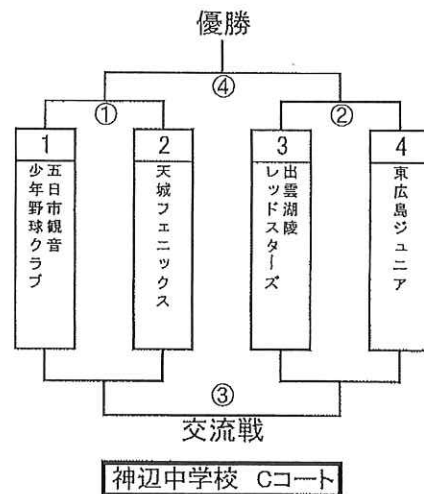 優勝
④
①
②
1
五日市観音
少年野球クラブ
2
天城フェニックス
3
出雲湖陵
レッドスターズ
4
東広島ジュニア
③
交流戦
神辺中学校 Cコート